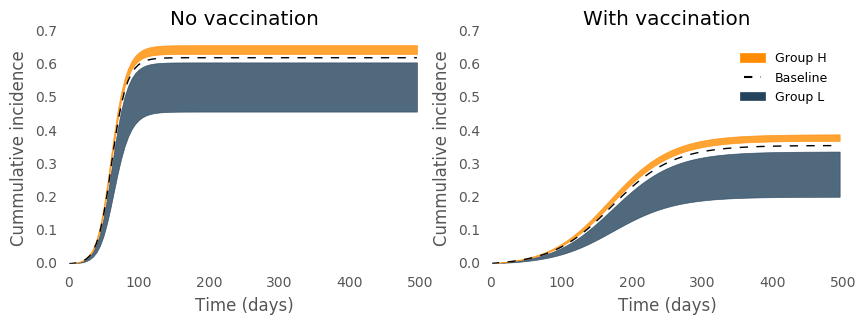 No vaccination
Cummulative incidence
0.7
0.6
0.5
0.4
0.3
0.2
0.1
0.0
0 100 200 300 400 500
Time (days)
With vaccination
Cummulative incidence
0.7
0.6
0.5
0.4
0.3
0.2
0.1
0.0
Group H
Baseline
Group L
0 100 200 300 400 500
Time (days)